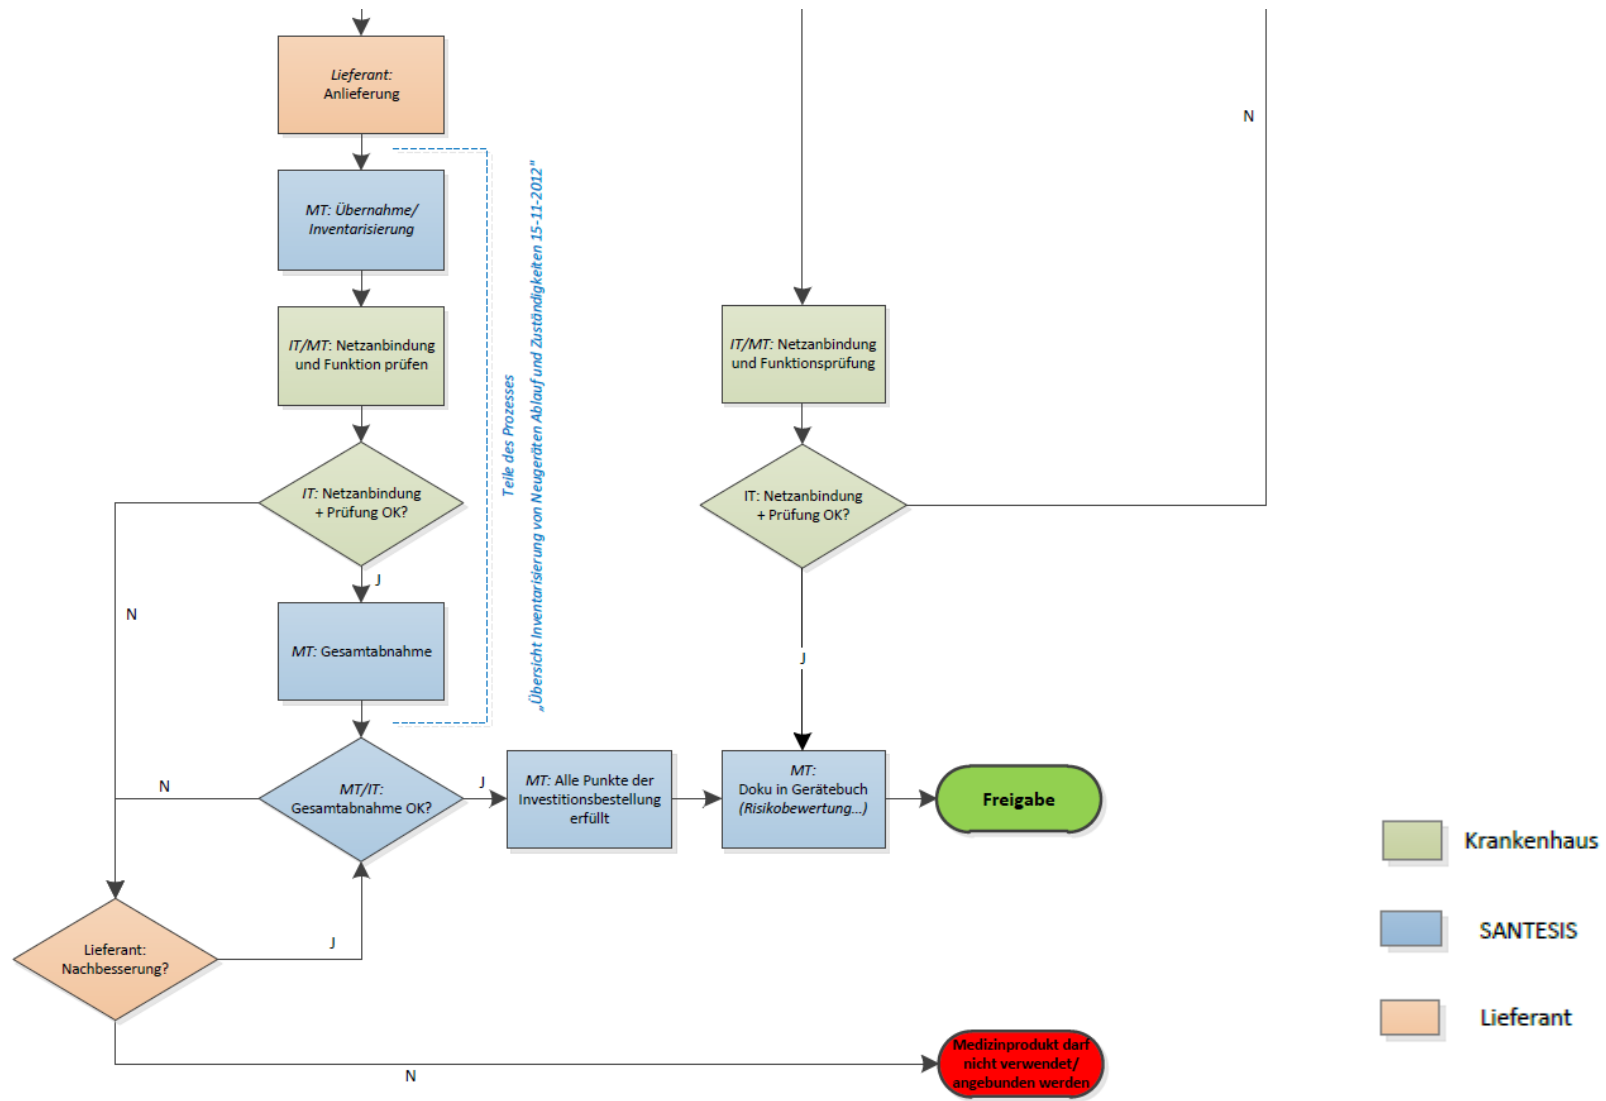 Lieferant:
Anlieferung
N
MT: Übernahme/
Inventarisierung
Teile des Prozesses
„Übersicht Inventarisierung von Neugeräten Ablauf und Zuständigkeiten 15-11-2012"
IT/MT: Netzanbindung
und Funktion prüfen
IT/MT: Netzanbindung
und Funktionsprüfung
IT: Netzanbindung
+ Prüfung OK?
IT: Netzanbindung
+ Prüfung OK?
J
N
MT: Gesamtabnahme
J
N
MT/IT:
Gesamtabnahme OK?
J
MT: Alle Punkte der
Investitionsbestellung
erfüllt
MT:
Doku in Gerätebuch
(Risikobewertung...)
Freigabe
Krankenhaus
SANTESIS
Lieferant
Lieferant:
Nachbesserung?
J
N
Medizinprodukt darf
nicht verwendet/
angebunden werden